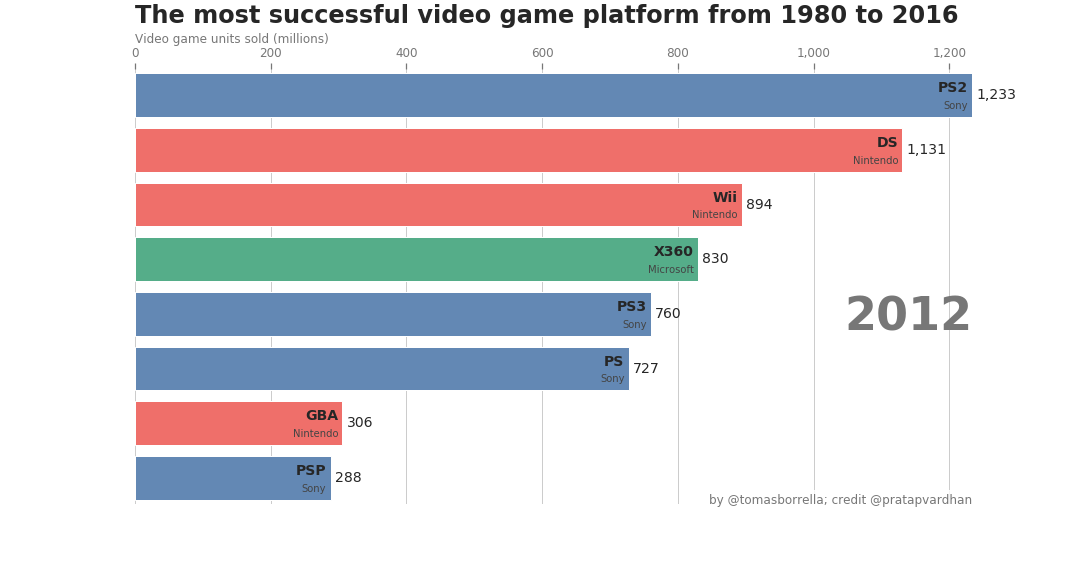 The most successful video game platform from 1980 to 2016
Video game units sold (millions)
0 200 400 600 800 1,000 1,200
PS2
Sony
1,233
DS
Nintendo
1,131
Wii
Nintendo
894
X360
Microsoft
830
PS3
Sony
760
2012
PS
Sony
727
GBA
Nintendo
306
PSP
Sony
288
by @tomasborrella; credit @pratapvardhan